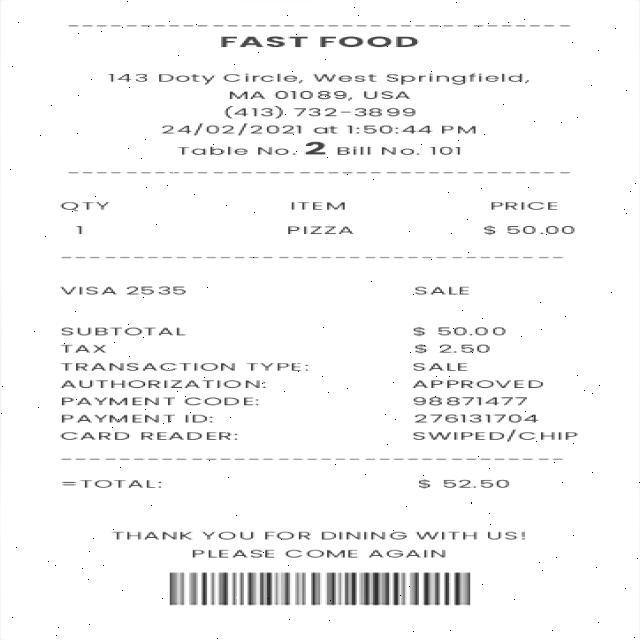 FAST FOOD
143 Doty Circle, West Springfield,
MA 01089, USA
(413) 732-3899
24/02/2021 at 1:50:44 PM
Table No. 2 Bill No. 101
QTY ITEM PRICE
1 PIZZA $ 50.00
VISA 2535 SALE
SUBTOTAL $ 50.00
TAX $ 2.50
TRANSACTION TYPE: SALE
AUTHORIZATION: APPROVED
PAYMENT CODE: 98871477
PAYMENT ID: 276131704
CARD READER: SWIPED/CHIP
=TOTAL: $ 52.50
THANK YOU FOR DINING WITH US!
PLEASE COME AGAIN